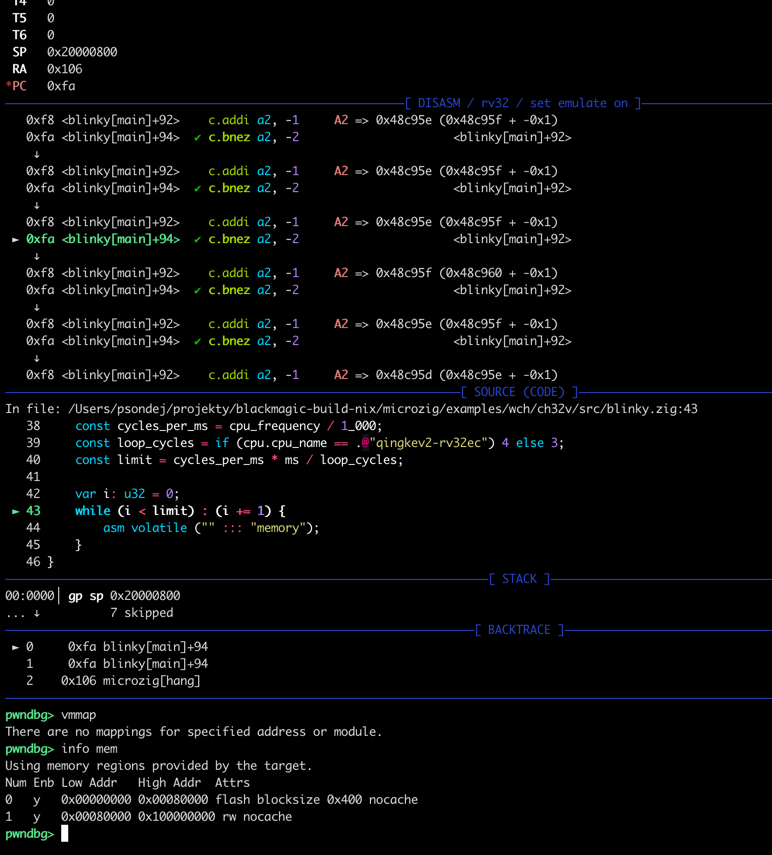 T4   0
T5   0
T6   0
SP   0x20000800
RA   0x106
*PC   0xfa
[ DISASM / rv32 / set emulate on ]
0xf8 <blinky[main]+92>    c.addi a2, -1     A2 => 0x48c95e (0x48c95f + -0x1)
0xfa <blinky[main]+94>  ✔ c.bnez a2, -2                      <blinky[main]+92>
↓
0xf8 <blinky[main]+92>    c.addi a2, -1     A2 => 0x48c95e (0x48c95f + -0x1)
0xfa <blinky[main]+94>  ✔ c.bnez a2, -2                      <blinky[main]+92>
↓
0xf8 <blinky[main]+92>    c.addi a2, -1     A2 => 0x48c95e (0x48c95f + -0x1)
► 0xfa <blinky[main]+94>  ✔ c.bnez a2, -2                      <blinky[main]+92>
↓
0xf8 <blinky[main]+92>    c.addi a2, -1     A2 => 0x48c95f (0x48c960 + -0x1)
0xfa <blinky[main]+94>  ✔ c.bnez a2, -2                      <blinky[main]+92>
↓
0xf8 <blinky[main]+92>    c.addi a2, -1     A2 => 0x48c95e (0x48c95f + -0x1)
0xfa <blinky[main]+94>  ✔ c.bnez a2, -2                      <blinky[main]+92>
↓
0xf8 <blinky[main]+92>    c.addi a2, -1     A2 => 0x48c95d (0x48c95e + -0x1)
[ SOURCE (CODE) ]
In file: /Users/psondej/projekty/blackmagic-build-nix/microzig/examples/wch/ch32v/src/blinky.zig:43
38     const cycles_per_ms = cpu_frequency / 1_000;
39     const loop_cycles = if (cpu.cpu_name == .@"qingkev2-rv32ec") 4 else 3;
40     const limit = cycles_per_ms * ms / loop_cycles;
41
42     var i: u32 = 0;
► 43     while (i < limit) : (i += 1) {
44         asm volatile ("" ::: "memory");
45     }
46 }
[ STACK ]
00:0000│ gp sp 0x20000800
... ↓          7 skipped
[ BACKTRACE ]
► 0     0xfa blinky[main]+94
1     0xfa blinky[main]+94
2    0x106 microzig[hang]
pwndbg> vmmap
There are no mappings for specified address or module.
pwndbg> info mem
Using memory regions provided by the target.
Num Enb Low Addr   High Addr  Attrs
0   y   0x00000000 0x00080000 flash blocksize 0x400 nocache
1   y   0x00080000 0x100000000 rw nocache
pwndbg>